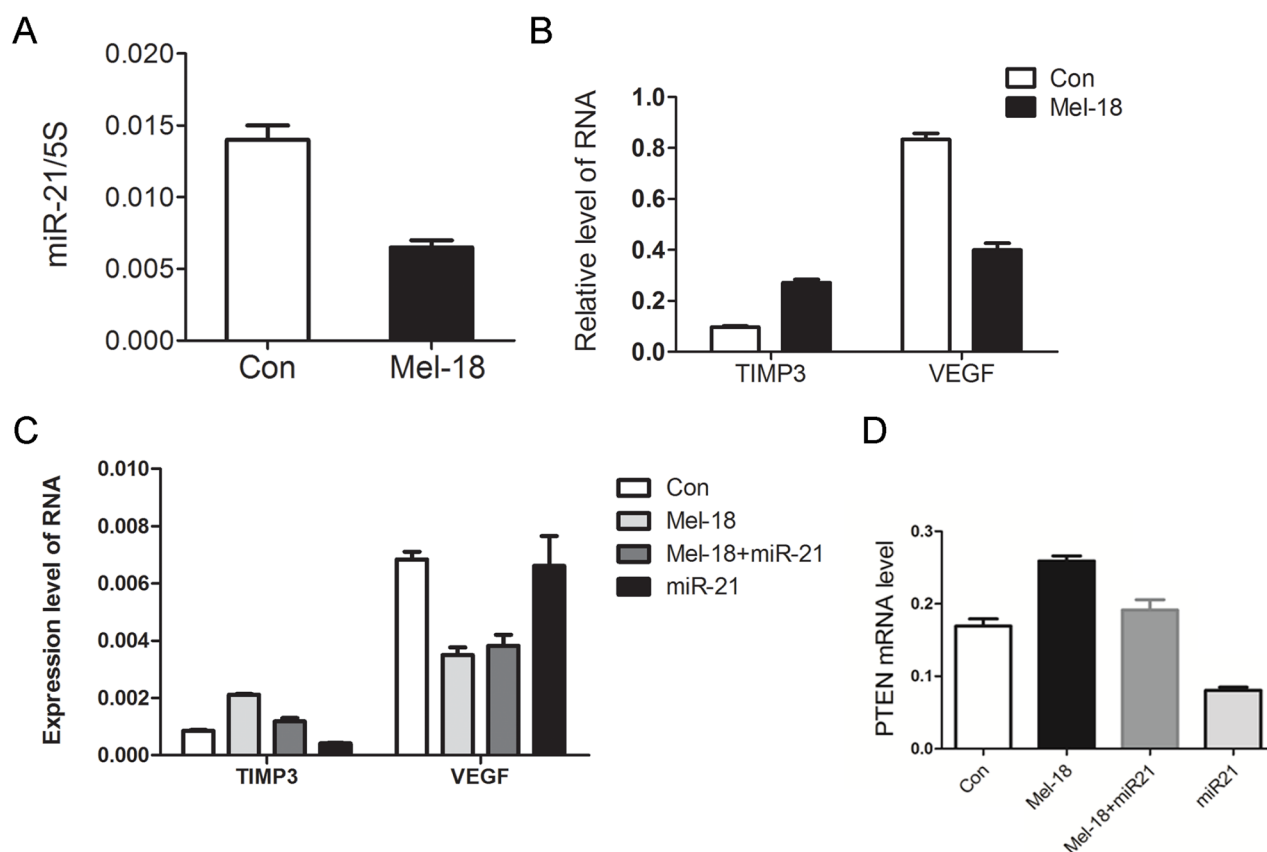 A
miR-21/5S
0.020
0.015
0.010
0.005
0.000
Con Mel-18
B
Con
Mel-18
Relative level of RNA
1.0
0.8
0.6
0.4
0.2
0.0
TIMP3 VEGF
C
Expression level of RNA
0.010
0.008
0.006
0.004
0.002
0.000
TIMP3 VEGF
Con
Mel-18
Mel-18+miR-21
miR-21
D
PTEN mRNA level
0.3
0.2
0.1
0.0
Con
Mel-18
Mel-18+miR21
miR21